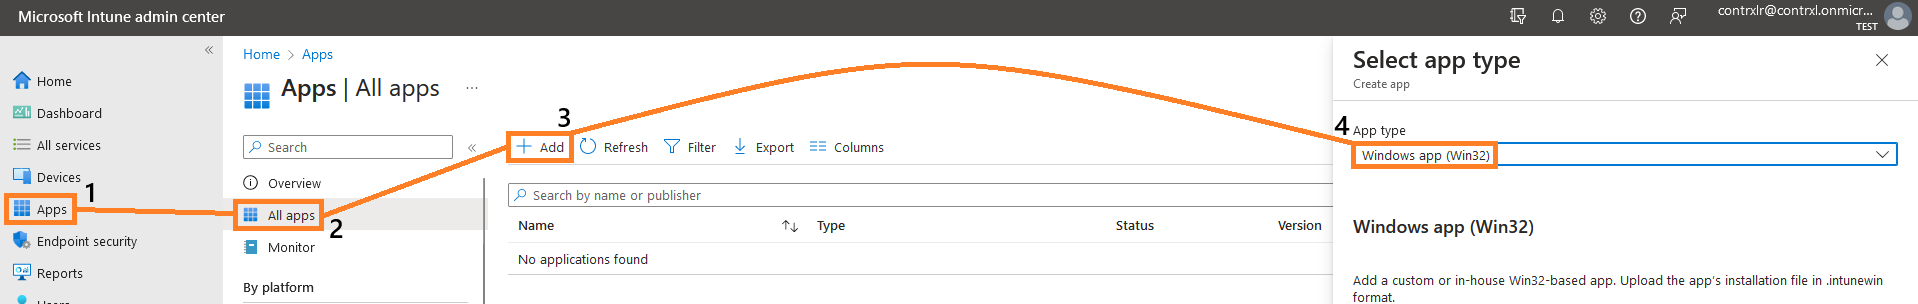 Microsoft Intune admin center
contrxlr@contrxl.onmicr...
TEST
Home
Dashboard
All services
Devices
1
Apps
Endpoint security
Reports
Users
Home > Apps
Apps | All apps
Search
Overview
All apps
2
Monitor
By platform
3
Add
Refresh
Filter
Export
Columns
Search by name or publisher
Name Type Status Version
No applications found
Select app type
Create app
4
App type
Windows app (Win32)
Windows app (Win32)
Add a custom or in-house Win32-based app. Upload the app's installation file in .intunewin
format.